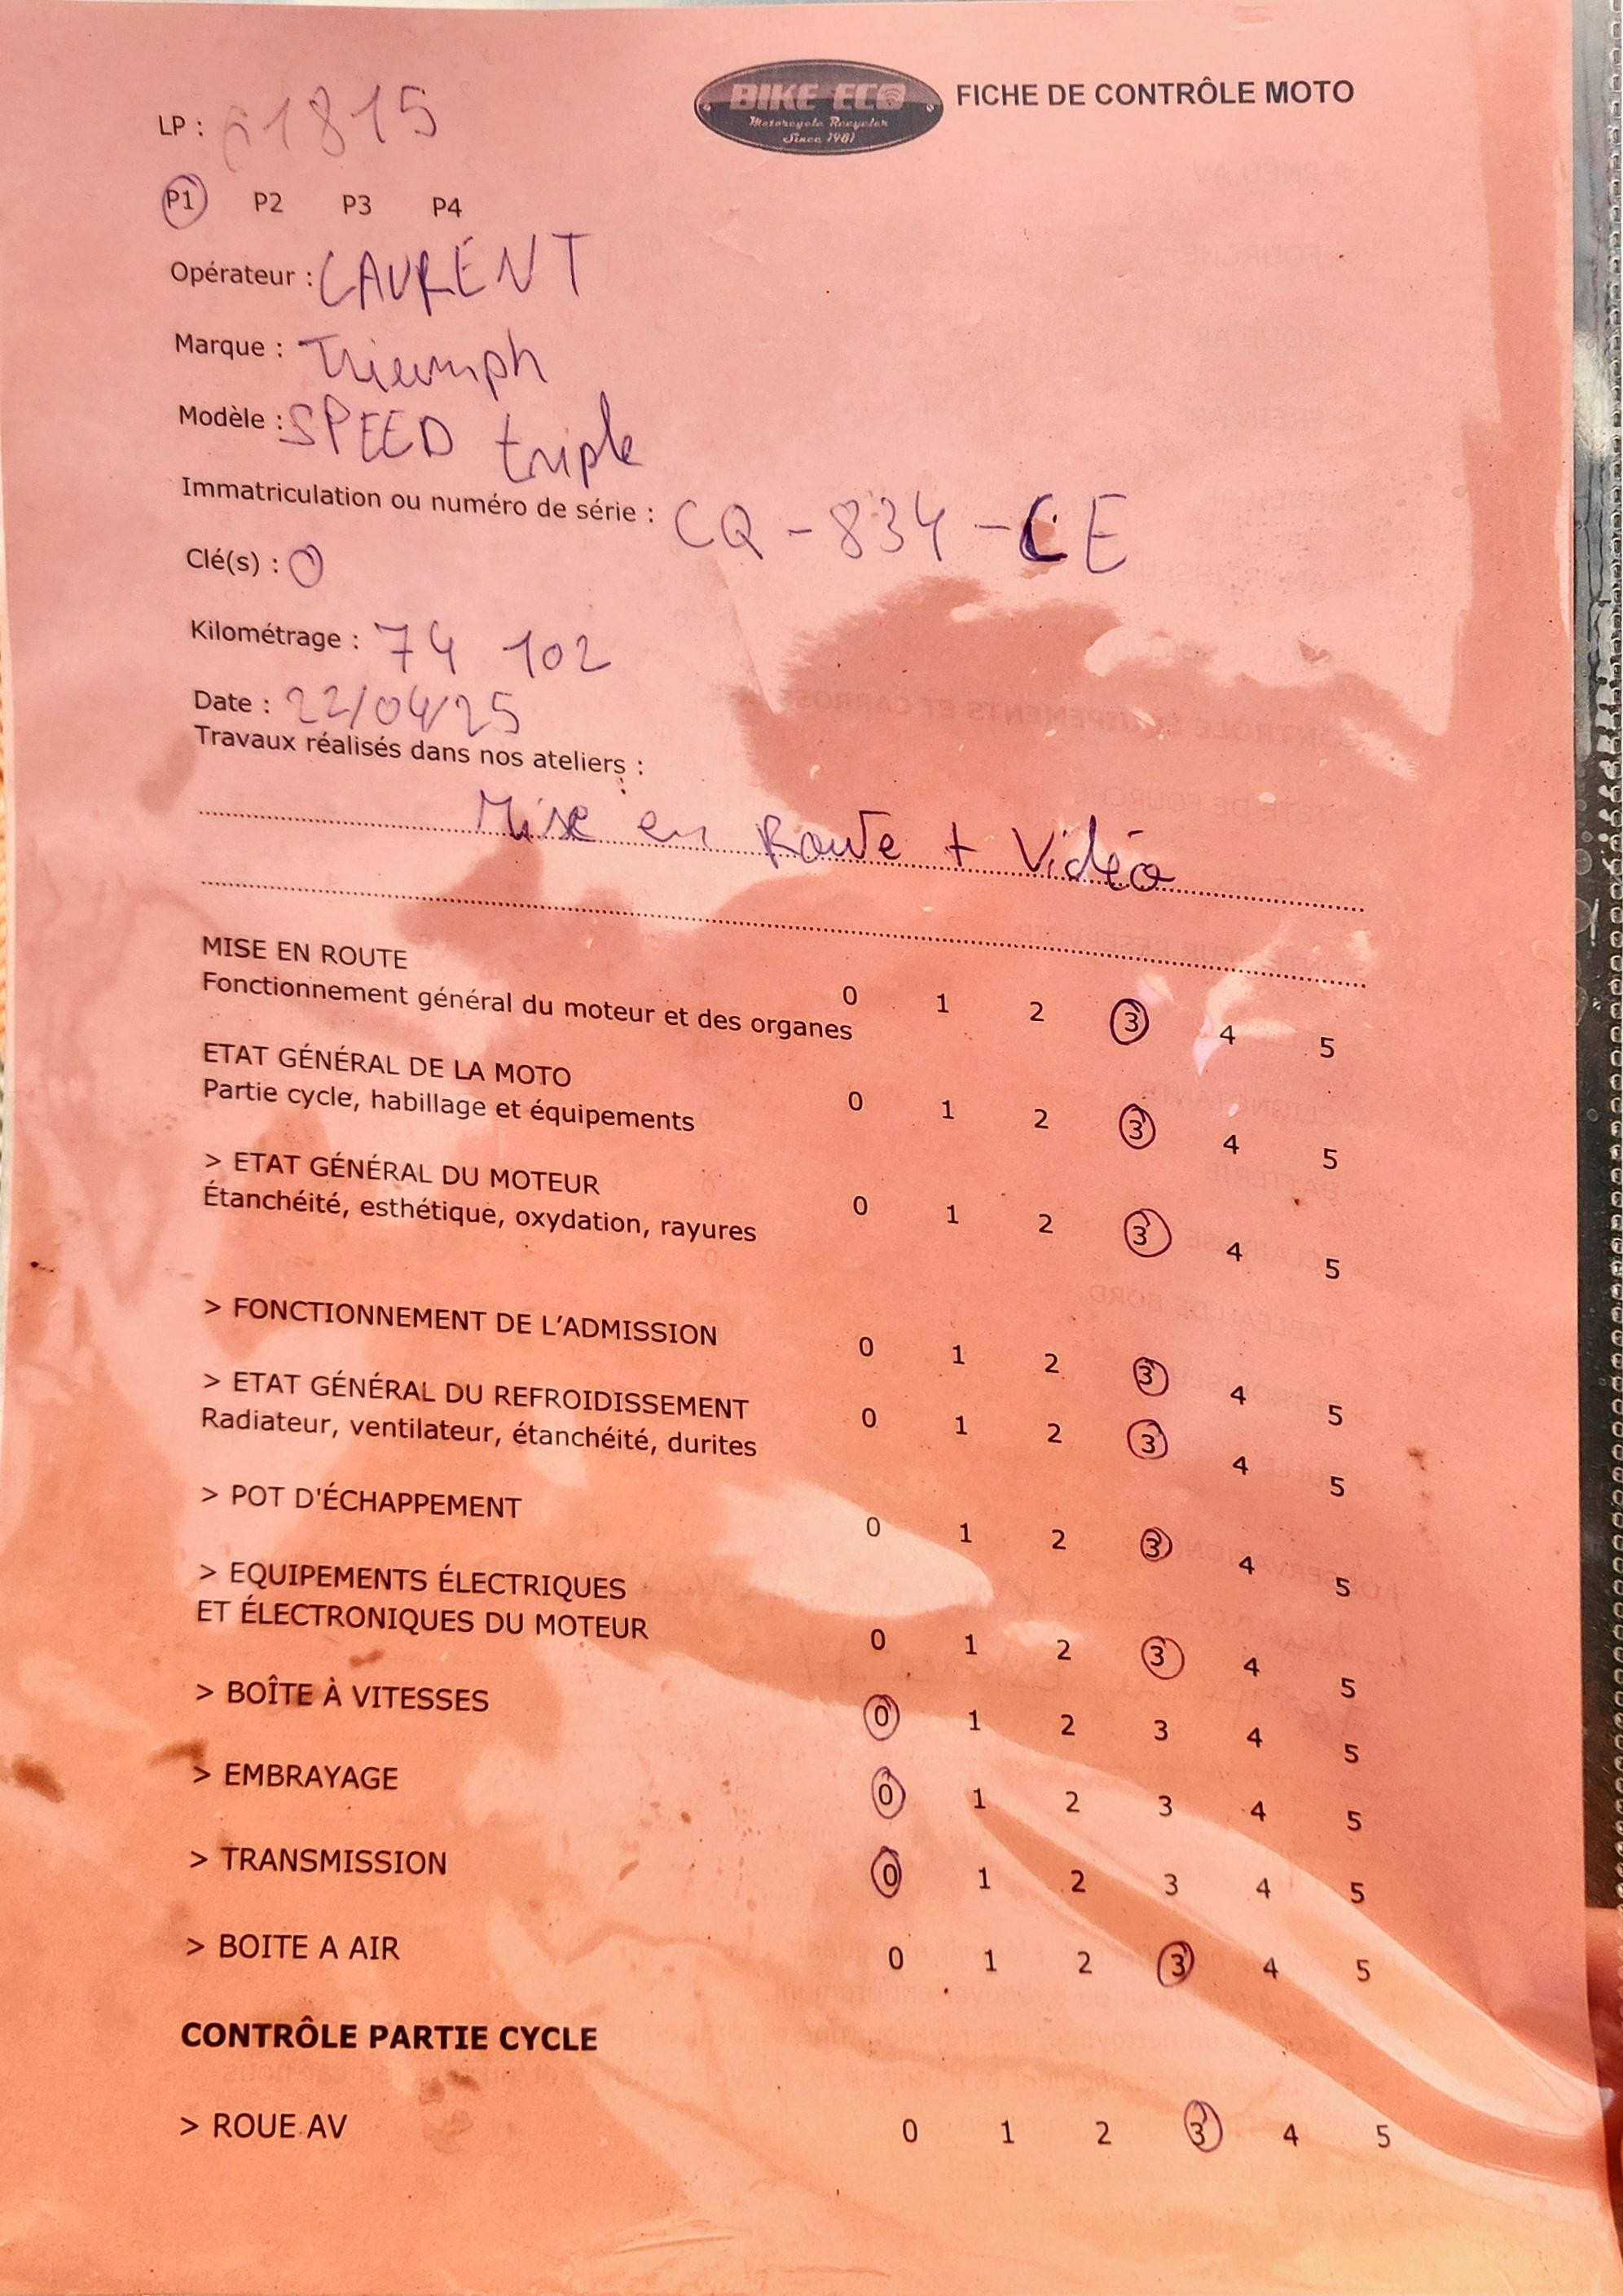 BIKE ECO
Motorcycle Recycler
Since 1981
FICHE DE CONTRÔLE MOTO
LP : 61815
P1 P2 P3 P4
Opérateur : LAURENT
Marque : Triumph
Modèle : SPEED triple
Immatriculation ou numéro de série : CQ-834-CE
Clé(s) : 0
Kilométrage : 74 102
Date : 22/04/25
Travaux réalisés dans nos ateliers :
Mise en Route + Vidéo
MISE EN ROUTE
Fonctionnement général du moteur et des organes 0 1 2 3 4 5
ETAT GÉNÉRAL DE LA MOTO
Partie cycle, habillage et équipements 0 1 2 3 4 5
> ETAT GÉNÉRAL DU MOTEUR
Étanchéité, esthétique, oxydation, rayures 0 1 2 3 4 5
> FONCTIONNEMENT DE L'ADMISSION 0 1 2 3 4 5
> ETAT GÉNÉRAL DU REFROIDISSEMENT
Radiateur, ventilateur, étanchéité, durites 0 1 2 3 4 5
> POT D'ÉCHAPPEMENT 0 1 2 3 4 5
> EQUIPEMENTS ÉLECTRIQUES
ET ÉLECTRONIQUES DU MOTEUR 0 1 2 3 4 5
> BOÎTE À VITESSES 0 1 2 3 4 5
> EMBRAYAGE 0 1 2 3 4 5
> TRANSMISSION 0 1 2 3 4 5
> BOITE A AIR 0 1 2 3 4 5
CONTRÔLE PARTIE CYCLE
> ROUE AV 0 1 2 3 4 5